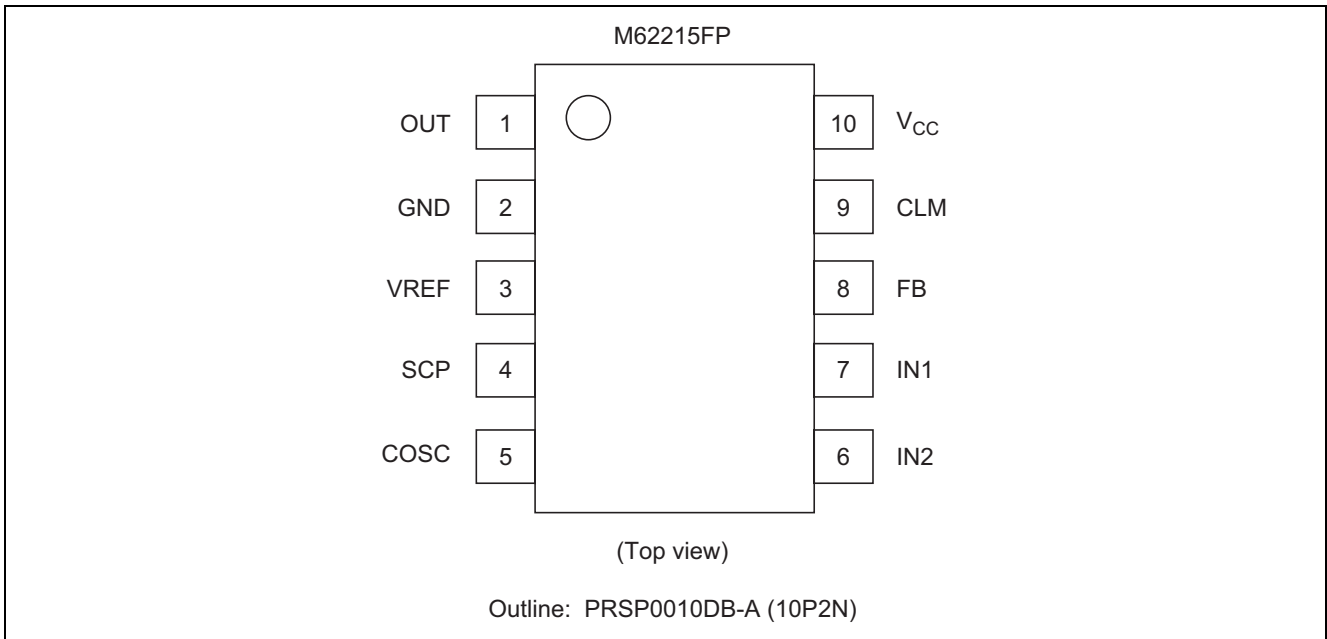 M62215FP
OUT 1 10 VCC
GND 2 9 CLM
VREF 3 8 FB
SCP 4 7 IN1
COSC 5 6 IN2
(Top view)
Outline: PRSP0010DB-A (10P2N)